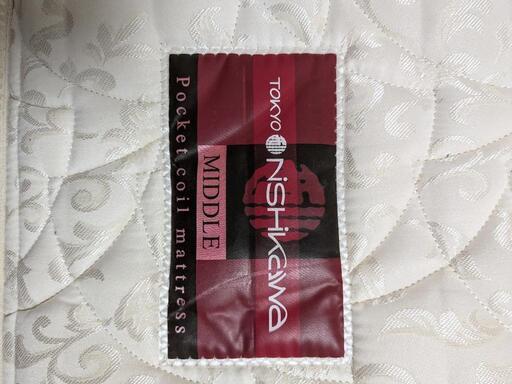 TOKYO NiSHiKaWa
MIDDLE
Pocket coil mattress